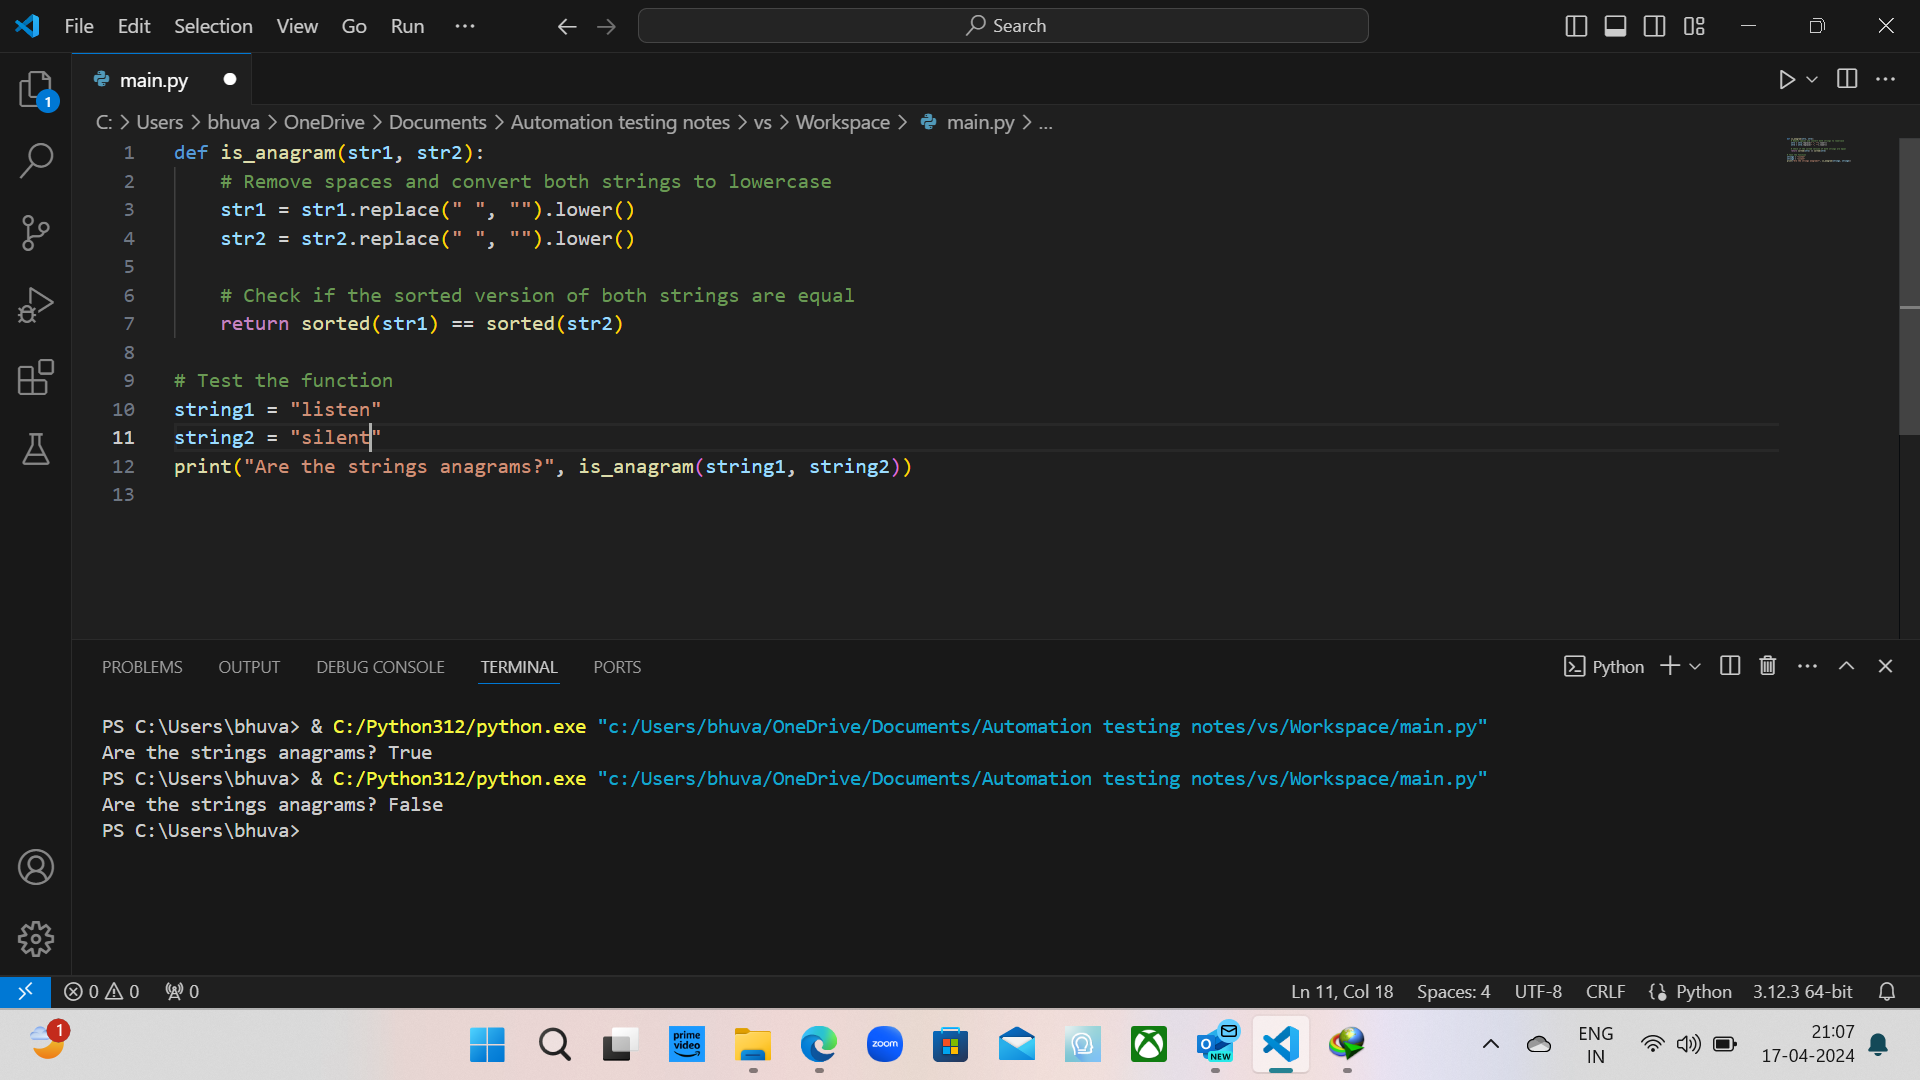 File Edit Selection View Go Run ··· Search
1
main.py
C: > Users > bhuva > OneDrive > Documents > Automation testing notes > vs > Workspace > main.py > ...
1 def is_anagram(str1, str2):
2 # Remove spaces and convert both strings to lowercase
3 str1 = str1.replace(" ", "").lower()
4 str2 = str2.replace(" ", "").lower()
5
6 # Check if the sorted version of both strings are equal
7 return sorted(str1) == sorted(str2)
8
9 # Test the function
10 string1 = "listen"
11 string2 = "silent"
12 print("Are the strings anagrams?", is_anagram(string1, string2))
13
PROBLEMS OUTPUT DEBUG CONSOLE TERMINAL PORTS Python
PS C:\Users\bhuva> & C:/Python312/python.exe "c:/Users/bhuva/OneDrive/Documents/Automation testing notes/vs/Workspace/main.py"
Are the strings anagrams? True
PS C:\Users\bhuva> & C:/Python312/python.exe "c:/Users/bhuva/OneDrive/Documents/Automation testing notes/vs/Workspace/main.py"
Are the strings anagrams? False
PS C:\Users\bhuva>
0 0 0 Ln 11, Col 18 Spaces: 4 UTF-8 CRLF Python 3.12.3 64-bit
1 prime video zoom NEW ENG IN 21:07
17-04-2024